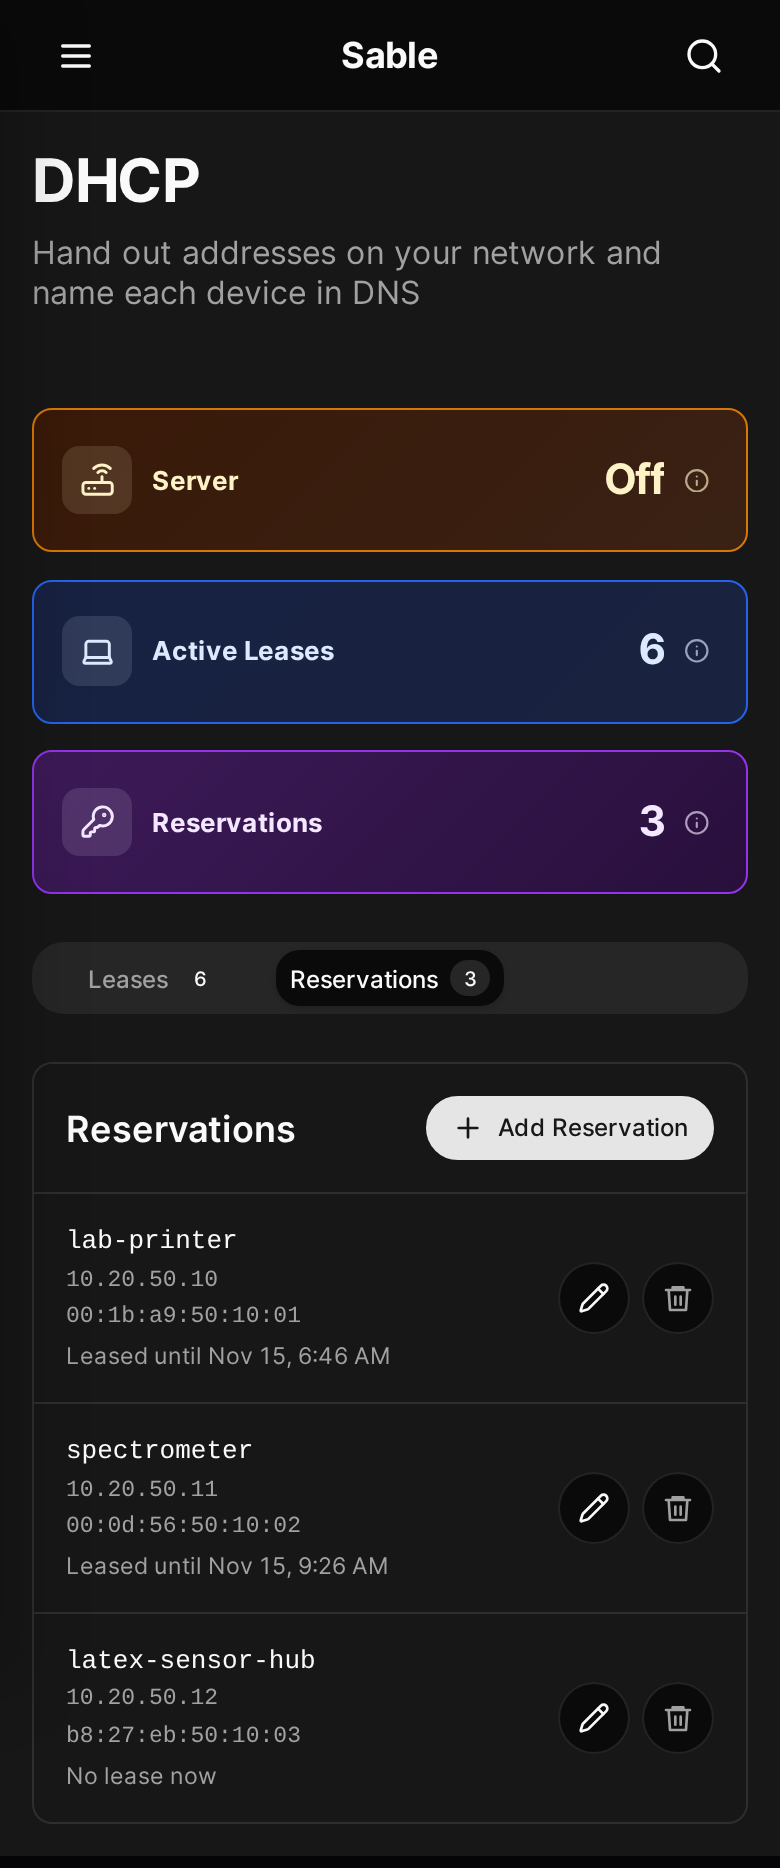 Sable
DHCP
Hand out addresses on your network and
name each device in DNS
Server Off
Active Leases 6
Reservations 3
Leases 6 Reservations 3
Reservations Add Reservation
lab-printer
10.20.50.10
00:1b:a9:50:10:01
Leased until Nov 15, 6:46 AM
spectrometer
10.20.50.11
00:0d:56:50:10:02
Leased until Nov 15, 9:26 AM
latex-sensor-hub
10.20.50.12
b8:27:eb:50:10:03
No lease now